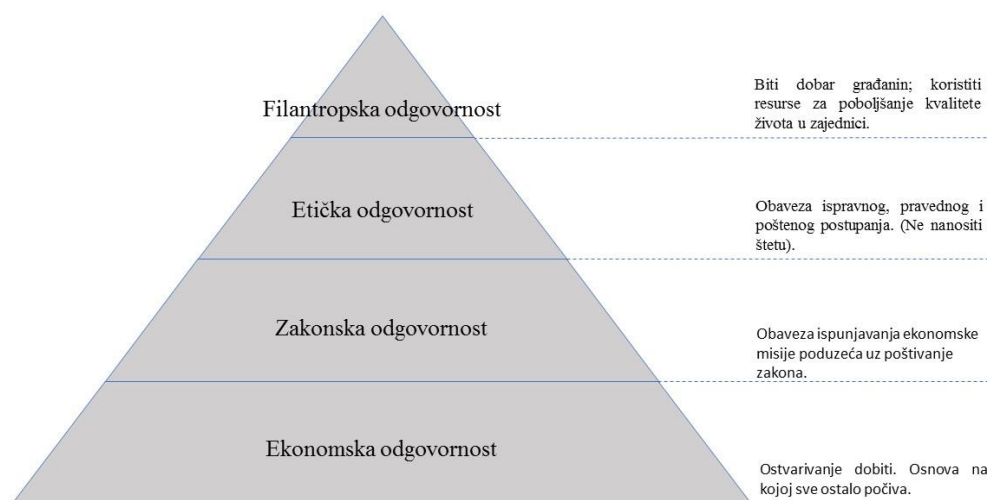 Filantropska odgovornost
Biti dobar građanin; koristiti
resurse za poboljšanje kvalitete
života u zajednici.
Etička odgovornost
Obaveza ispravnog, pravednog i
poštenog postupanja. (Ne nanositi
štetu).
Zakonska odgovornost
Obaveza ispunjavanja ekonomske
misije poduzeća uz poštivanje
zakona.
Ekonomska odgovornost
Ostvarivanje dobiti. Osnova na
kojoj sve ostalo počiva.